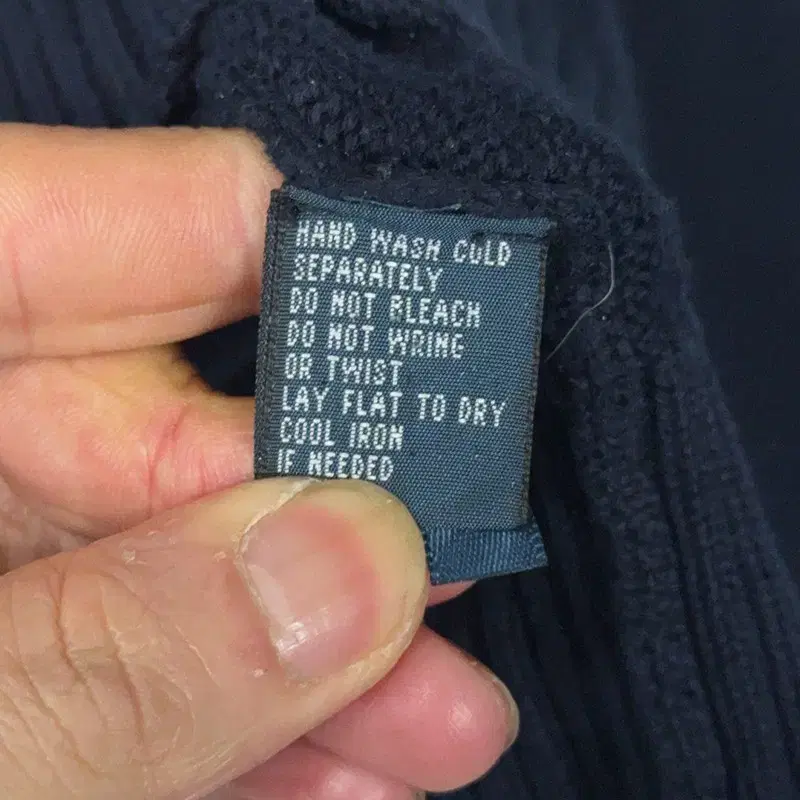 HAND WASH COLD
SEPARATELY
DO NOT BLEACH
DO NOT WRING
OR TWIST
LAY FLAT TO DRY
COOL IRON
IF NEEDED